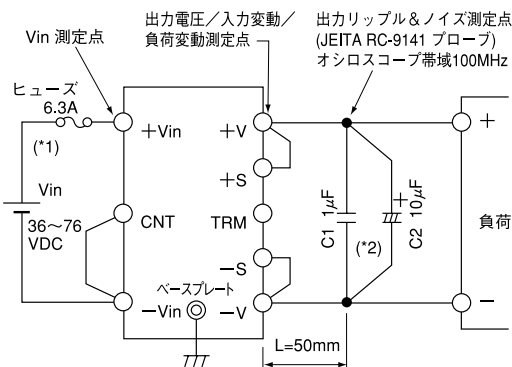 出力電圧/入力変動/
負荷変動測定点
出力リップル&ノイズ測定点
(JEITA RC-9141 プローブ)
オシロスコープ帯域100MHz
Vin 測定点
ヒューズ
6.3A
(*1)
+Vin
+V
+
+S
Vin
36〜76
VDC
CNT
TRM
C1 1μF
(*2)
+
C2 10μF
負荷
-S
ベースプレート
-Vin
-V
-
L=50mm